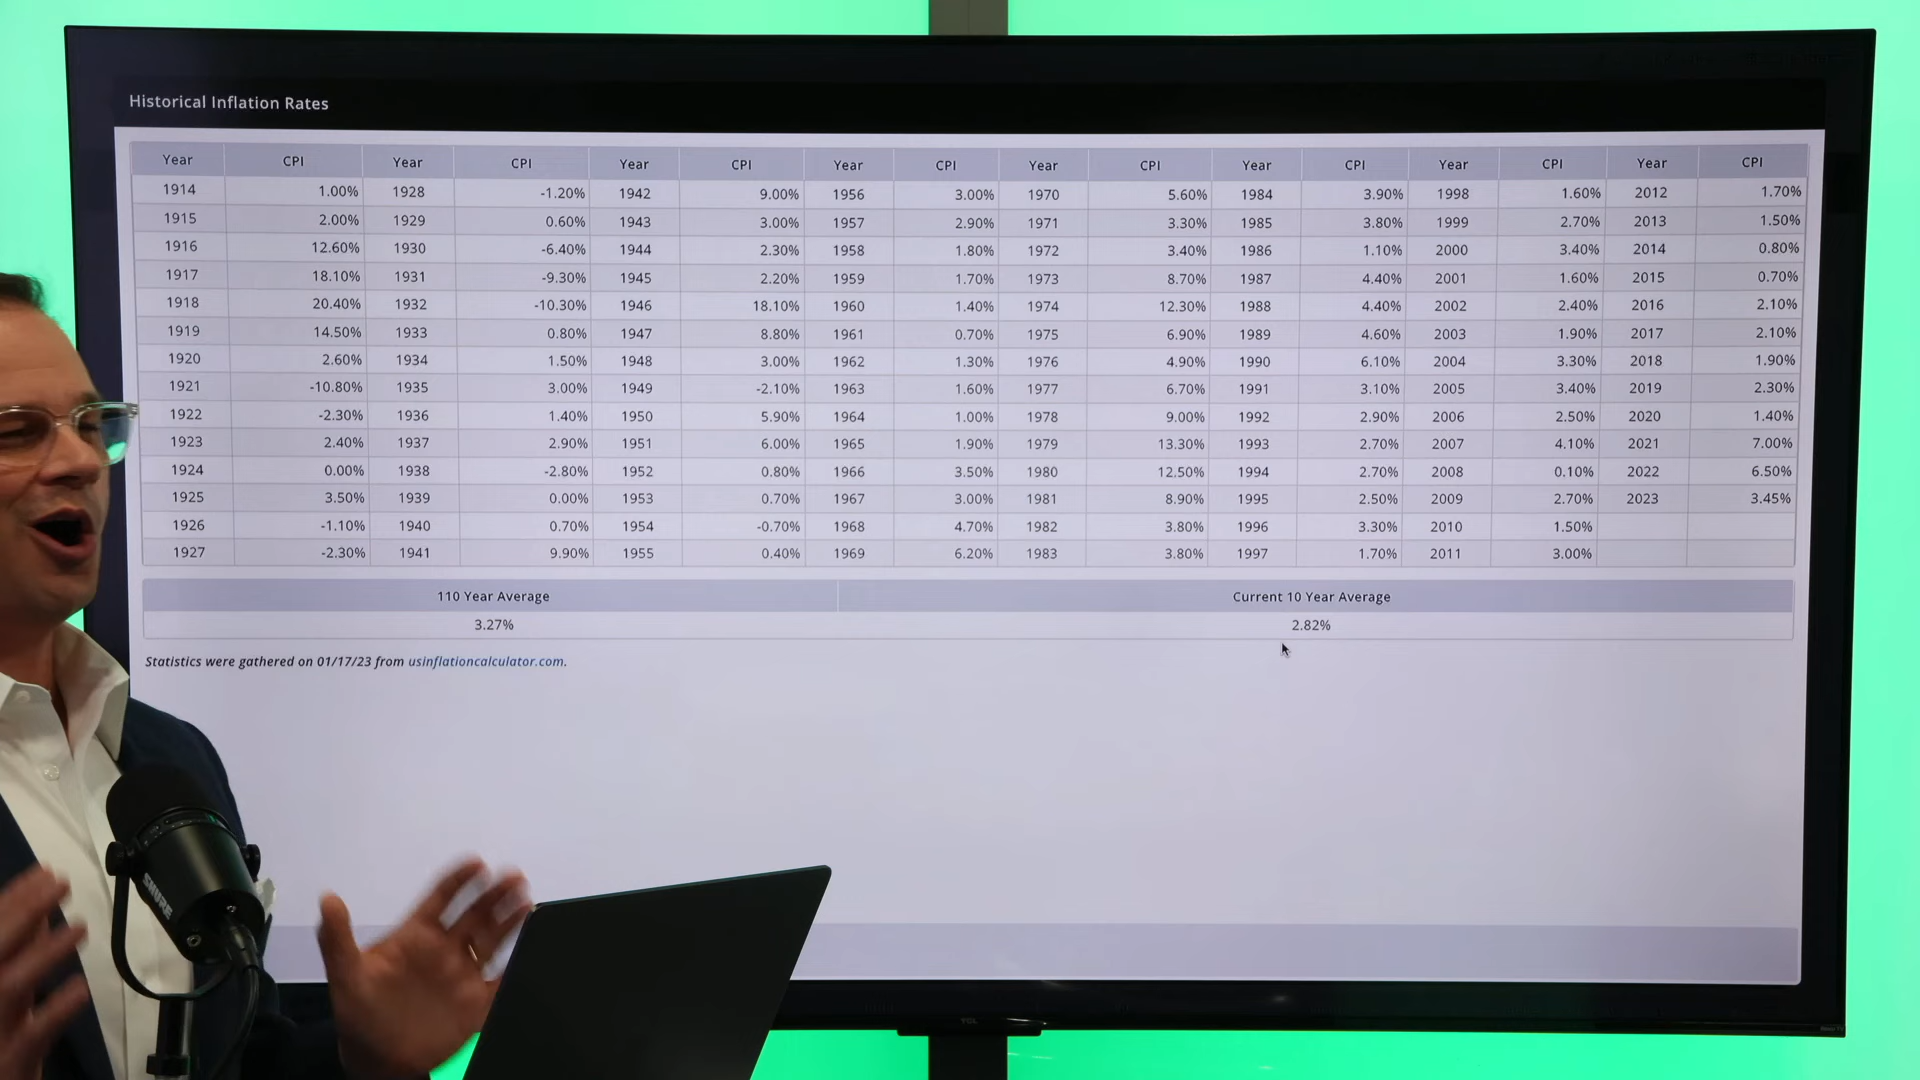 Historical Inflation Rates
Year CPI Year CPI Year CPI Year CPI Year CPI Year CPI Year CPI Year CPI
1914 1.00% 1928 -1.20% 1942 9.00% 1956 3.00% 1970 5.60% 1984 3.90% 1998 1.60% 2012 1.70%
1915 2.00% 1929 0.60% 1943 3.00% 1957 2.90% 1971 3.30% 1985 3.80% 1999 2.70% 2013 1.50%
1916 12.60% 1930 -6.40% 1944 2.30% 1958 1.80% 1972 3.40% 1986 1.10% 2000 3.40% 2014 0.80%
1917 18.10% 1931 -9.30% 1945 2.20% 1959 1.70% 1973 8.70% 1987 4.40% 2001 1.60% 2015 0.70%
1918 20.40% 1932 -10.30% 1946 18.10% 1960 1.40% 1974 12.30% 1988 4.40% 2002 2.40% 2016 2.10%
1919 14.50% 1933 0.80% 1947 8.80% 1961 0.70% 1975 6.90% 1989 4.60% 2003 1.90% 2017 2.10%
1920 2.60% 1934 1.50% 1948 3.00% 1962 1.30% 1976 4.90% 1990 6.10% 2004 3.30% 2018 1.90%
1921 -10.80% 1935 3.00% 1949 -2.10% 1963 1.60% 1977 6.70% 1991 3.10% 2005 3.40% 2019 2.30%
1922 -2.30% 1936 1.40% 1950 5.90% 1964 1.00% 1978 9.00% 1992 2.90% 2006 2.50% 2020 1.40%
1923 2.40% 1937 2.90% 1951 6.00% 1965 1.90% 1979 13.30% 1993 2.70% 2007 4.10% 2021 7.00%
1924 0.00% 1938 -2.80% 1952 0.80% 1966 3.50% 1980 12.50% 1994 2.70% 2008 0.10% 2022 6.50%
1925 3.50% 1939 0.00% 1953 0.70% 1967 3.00% 1981 8.90% 1995 2.50% 2009 2.70% 2023 3.45%
1926 -1.10% 1940 0.70% 1954 -0.70% 1968 4.70% 1982 3.80% 1996 3.30% 2010 1.50%
1927 -2.30% 1941 9.90% 1955 0.40% 1969 6.20% 1983 3.80% 1997 1.70% 2011 3.00%
110 Year Average Current 10 Year Average
3.27% 2.82%
Statistics were gathered on 01/17/23 from usinflationcalculator.com.
SHURE
TCL